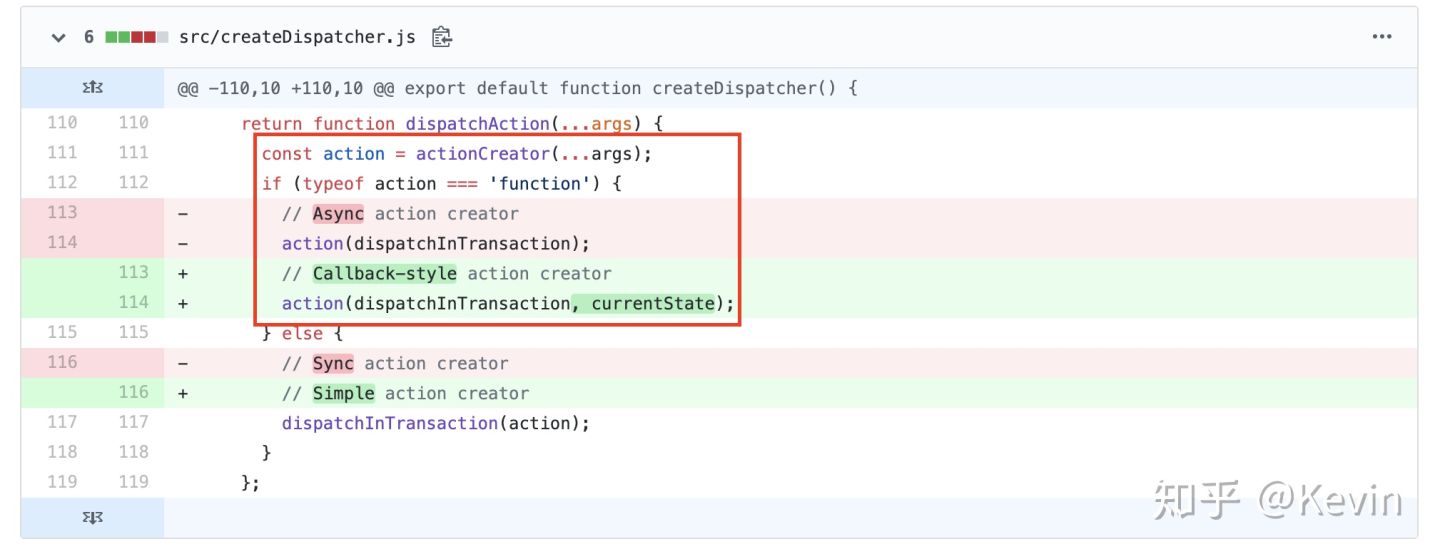 6 src/createDispatcher.js
@@ -110,10 +110,10 @@ export default function createDispatcher() {
110 110 return function dispatchAction(...args) {
111 111 const action = actionCreator(...args);
112 112 if (typeof action === 'function') {
113 - // Async action creator
114 - action(dispatchInTransaction);
113 + // Callback-style action creator
114 + action(dispatchInTransaction, currentState);
115 115 } else {
116 - // Sync action creator
116 + // Simple action creator
117 117 dispatchInTransaction(action);
118 118 }
119 119 };
知乎 @Kevin